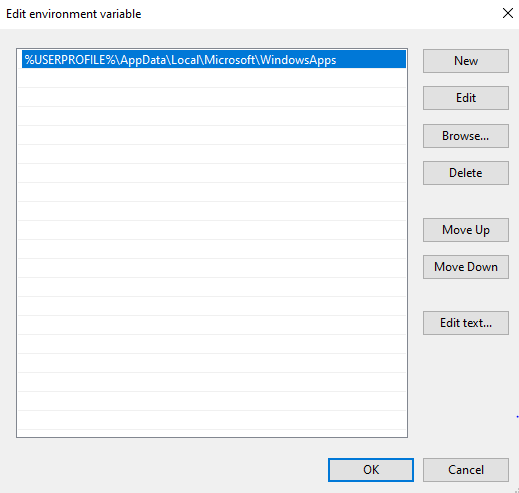 Edit environment variable
%USERPROFILE%\AppData\Local\Microsoft\WindowsApps
New
Edit
Browse...
Delete
Move Up
Move Down
Edit text...
OK
Cancel